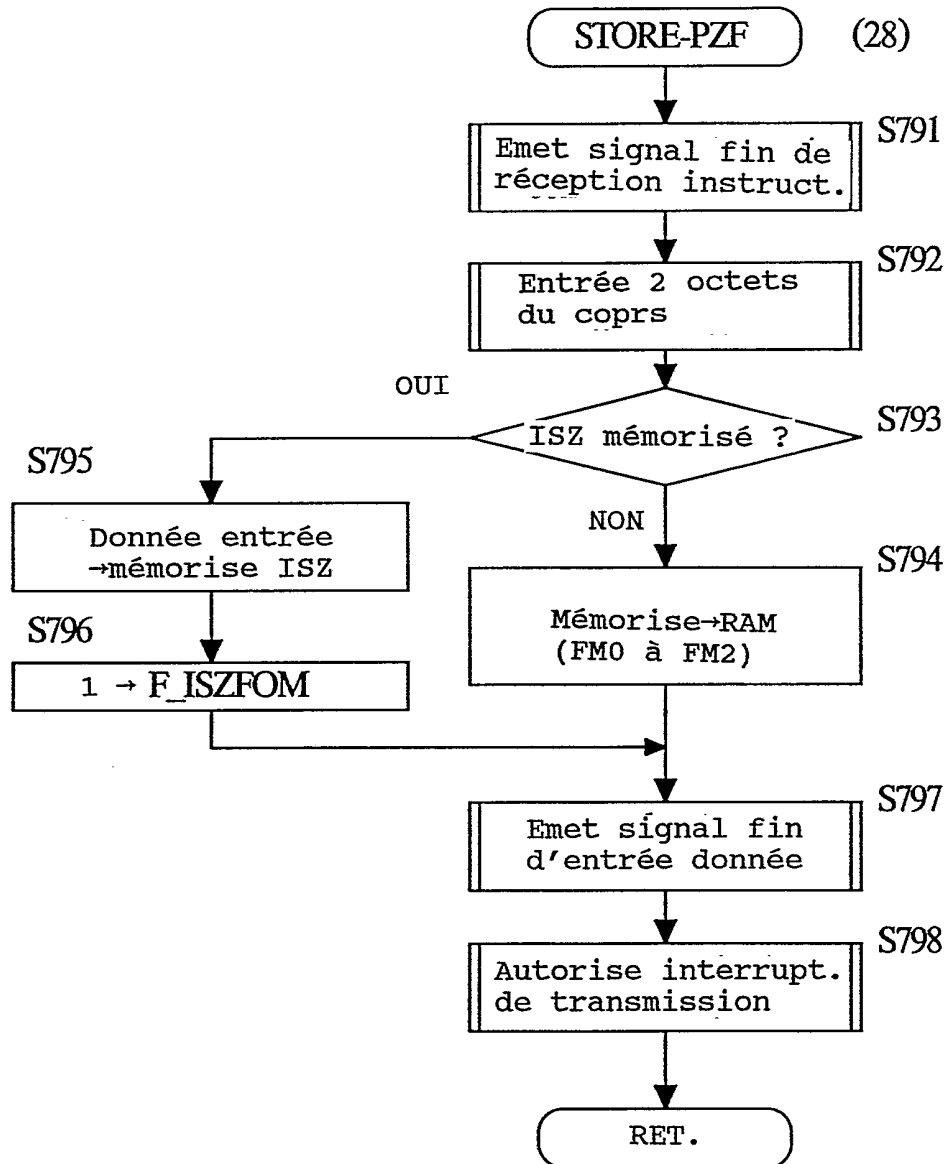 STORE-PZF (28)
S791
Emet signal fin de
réception instruct.
S792
Entrée 2 octets
du coprs
OUI
S793
ISZ mémorisé ?
S795
Donnée entrée
→mémorise ISZ
NON
S794
Mémorise→RAM
(FM0 à FM2)
S796
1 → F_ISZFOM
S797
Emet signal fin
d'entrée donnée
S798
Autorise interrupt.
de transmission
RET.